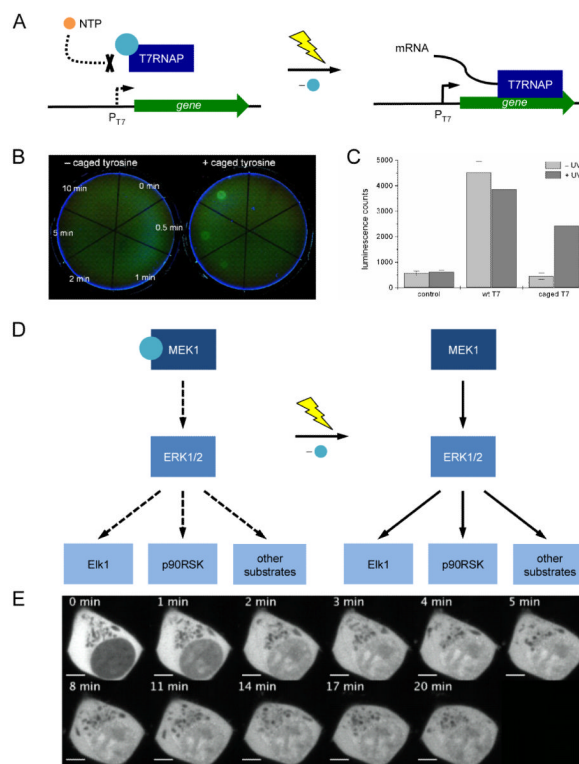 A
NTP
T7RNAP
gene
P T7
–
mRNA
T7RNAP
gene
P T7
B
– caged tyrosine
+ caged tyrosine
10 min
0 min
5 min
0.5 min
2 min
1 min
C
luminescence counts
5000
4000
3000
2000
1000
0
control
wt T7
caged T7
– UV
+ UV
D
MEK1
ERK1/2
Elk1
p90RSK
other
substrates
–
MEK1
ERK1/2
Elk1
p90RSK
other
substrates
E
0 min
1 min
2 min
3 min
4 min
5 min
8 min
11 min
14 min
17 min
20 min